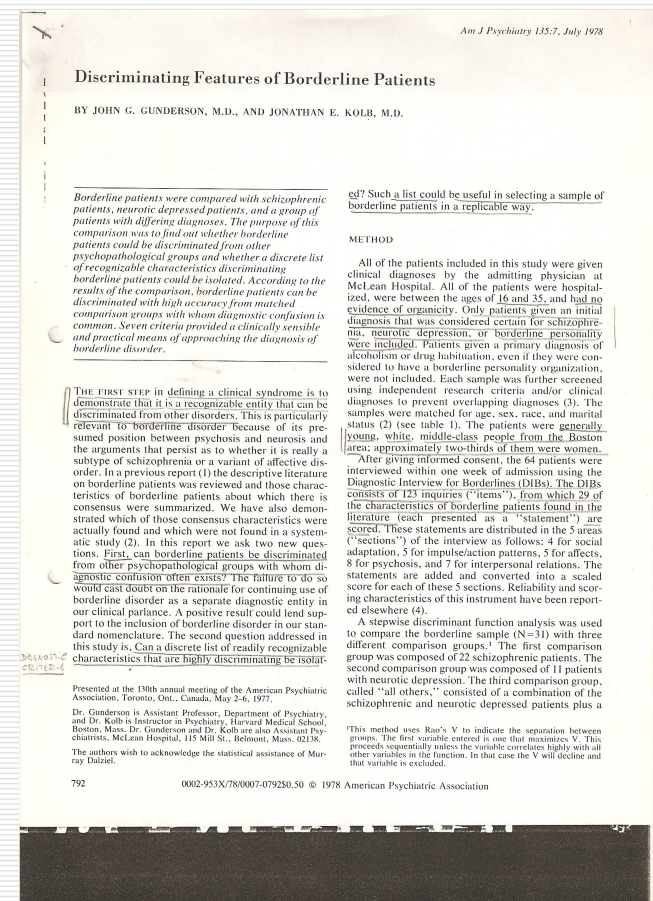 Am J Psychiatry 135:7, July 1978
Discriminating Features of Borderline Patients
BY JOHN G. GUNDERSON, M.D., AND JONATHAN E. KOLB, M.D.
Borderline patients were compared with schizophrenic
patients, neurotic depressed patients, and a group of
patients with differing diagnoses. The purpose of this
comparison was to find out whether borderline
patients could be discriminated from other
psychopathological groups and whether a discrete list
of recognizable characteristics discriminating
borderline patients could be isolated. According to the
results of the comparison, borderline patients can be
discriminated with high accuracy from matched
comparison groups with whom diagnostic confusion is
common. Seven criteria provided a clinically sensible
and practical means of approaching the diagnosis of
borderline disorder.
THE FIRST STEP in defining a clinical syndrome is to
demonstrate that it is a recognizable entity that can be
discriminated from other disorders. This is particularly
relevant to borderline disorder because of its pre-
sumed position between psychosis and neurosis and
the arguments that persist as to whether it is really a
subtype of schizophrenia or a variant of affective dis-
order. In a previous report (1) the descriptive literature
on borderline patients was reviewed and those charac-
teristics of borderline patients about which there is
consensus were summarized. We have also demon-
strated which of those consensus characteristics were
actually found and which were not found in a system-
atic study (2). In this report we ask two new ques-
tions. First, can borderline patients be discriminated
from other psychopathological groups with whom di-
agnostic confusion often exists? The failure to do so
would cast doubt on the rationale for continuing use of
borderline disorder as a separate diagnostic entity in
our clinical parlance. A positive result could lend sup-
port to the inclusion of borderline disorder in our stan-
dard nomenclature. The second question addressed in
this study is, Can a discrete list of readily recognizable
characteristics that are highly discriminating be isolat-
DIAGNOSTIC
CRITERIA
Presented at the 130th annual meeting of the American Psychiatric
Association, Toronto, Ont., Canada, May 2–6, 1977.
Dr. Gunderson is Assistant Professor, Department of Psychiatry,
and Dr. Kolb is Instructor in Psychiatry, Harvard Medical School,
Boston, Mass. Dr. Gunderson and Dr. Kolb are also Assistant Psy-
chiatrists, McLean Hospital, 115 Mill St., Belmont, Mass. 02138.
The authors wish to acknowledge the statistical assistance of Mur-
ray Dalziel.
ed? Such a list could be useful in selecting a sample of
borderline patients in a replicable way.
METHOD
All of the patients included in this study were given
clinical diagnoses by the admitting physician at
McLean Hospital. All of the patients were hospital-
ized, were between the ages of 16 and 35, and had no
evidence of organicity. Only patients given an initial
diagnosis that was considered certain for schizophre-
nia, neurotic depression, or borderline personality
were included. Patients given a primary diagnosis of
alcoholism or drug habituation, even if they were con-
sidered to have a borderline personality organization,
were not included. Each sample was further screened
using independent research criteria and/or clinical
diagnoses to prevent overlapping diagnoses (3). The
samples were matched for age, sex, race, and marital
status (2) (see table 1). The patients were generally
young, white, middle-class people from the Boston
area; approximately two-thirds of them were women.
After giving informed consent, the 64 patients were
interviewed within one week of admission using the
Diagnostic Interview for Borderlines (DIBs). The DIBs
consists of 123 inquiries ("items"), from which 29 of
the characteristics of borderline patients found in the
literature (each presented as a "statement") are
scored. These statements are distributed in the 5 areas
("sections") of the interview as follows: 4 for social
adaptation, 5 for impulse/action patterns, 5 for affects,
8 for psychosis, and 7 for interpersonal relations. The
statements are added and converted into a scaled
score for each of these 5 sections. Reliability and scor-
ing characteristics of this instrument have been report-
ed elsewhere (4).
A stepwise discriminant function analysis was used
to compare the borderline sample (N=31) with three
different comparison groups.¹ The first comparison
group was composed of 22 schizophrenic patients. The
second comparison group was composed of 11 patients
with neurotic depression. The third comparison group,
called "all others," consisted of a combination of the
schizophrenic and neurotic depressed patients plus a
¹This method uses Rao's V to indicate the separation between
groups. The first variable entered is one that maximizes V. This
proceeds sequentially unless the variable correlates highly with all
other variables in the function. In that case the V will decline and
that variable is excluded.
792
0002-953X/78/0007-0792$0.50 © 1978 American Psychiatric Association